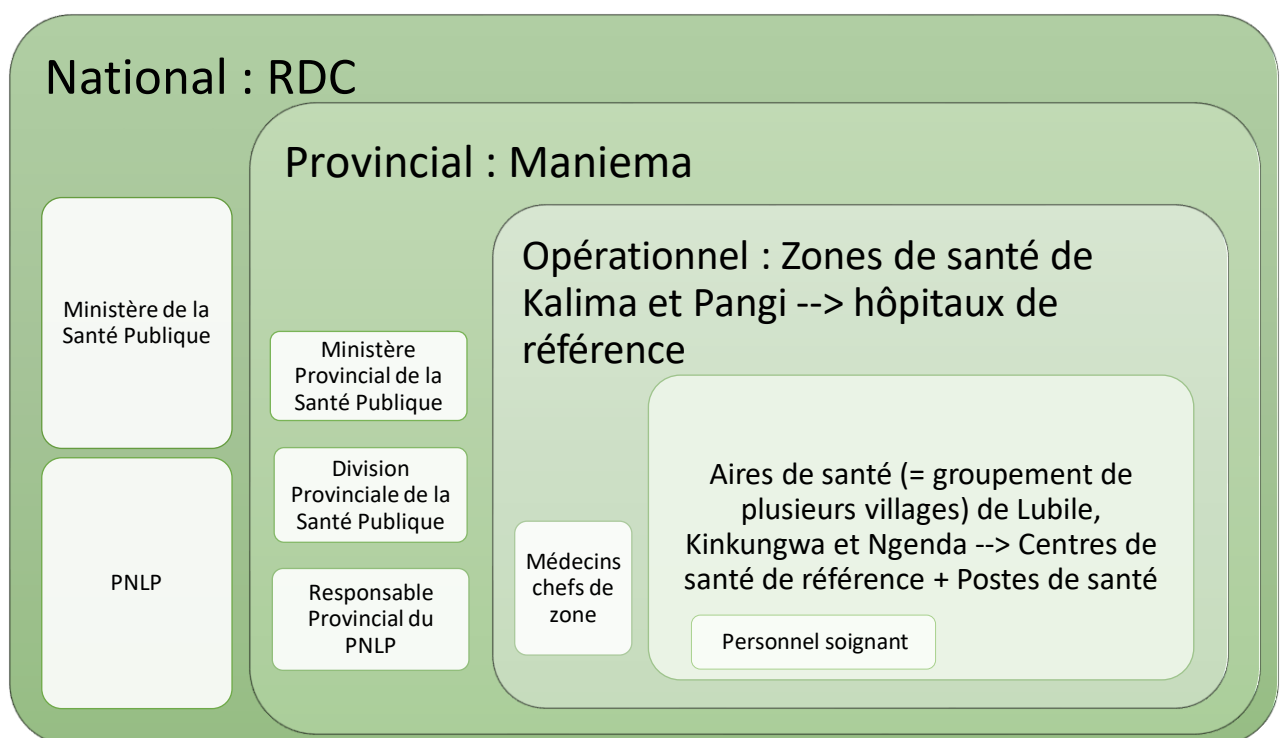 National : RDC
Provincial : Maniema
Opérationnel : Zones de santé de
Kalima et Pangi --> hôpitaux de
référence
Ministère de la
Santé Publique
PNLP
Ministère
Provincial de la
Santé Publique
Division
Provinciale de la
Santé Publique
Responsable
Provincial du
PNLP
Médecins
chefs de
zone
Aires de santé (= groupement de
plusieurs villages) de Lubile,
Kinkungwa et Ngenda --> Centres de
santé de référence + Postes de santé
Personnel soignant